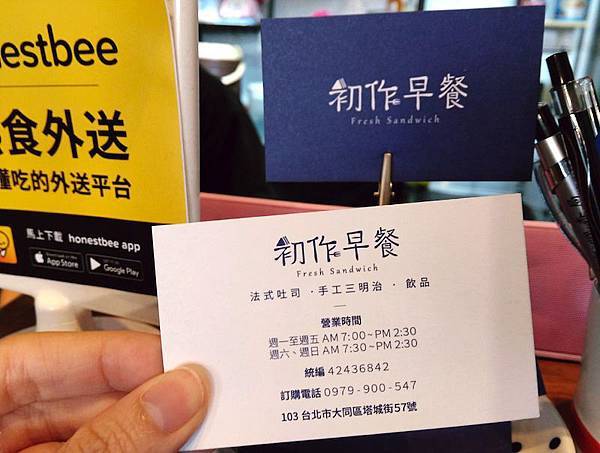 estbee
食外送
吃的外送平台
馬上下載 honestbee app
App Store
Google Play
初作早餐
Fresh Sandwich
初作早餐
Fresh Sandwich
法式吐司 · 手工三明治 · 飲品
營業時間
週一至週五 AM 7:00~PM 2:30
週六、週日 AM 7:30~PM 2:30
統編 42436842
訂購電話 0979-900-547
103 台北市大同區塔城街57號